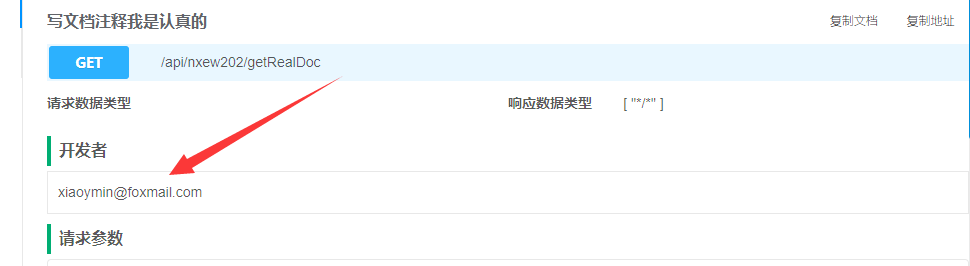 写文档注释我是认真的 复制文档 复制地址
GET /api/nxew202/getRealDoc
请求数据类型 响应数据类型 [ "*/*" ]
开发者
xiaoymin@foxmail.com
请求参数